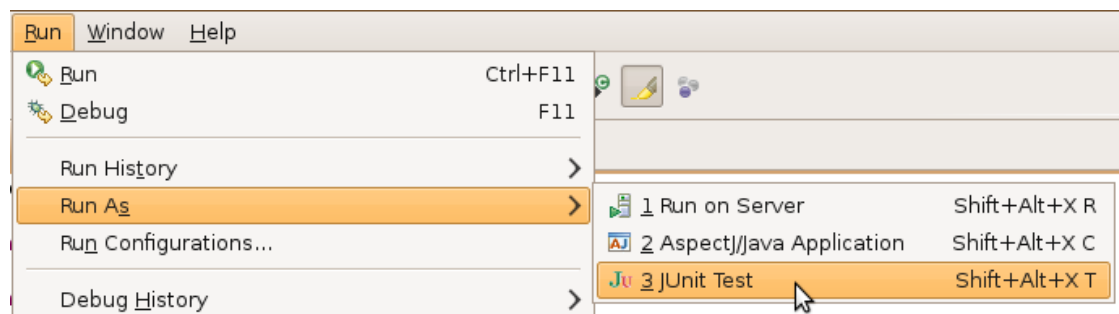 Run Window Help
Run Ctrl+F11
Debug F11
Run History
Run As
Run Configurations...
Debug History
1 Run on Server Shift+Alt+X R
2 AspectJ/Java Application Shift+Alt+X C
3 JUnit Test Shift+Alt+X T